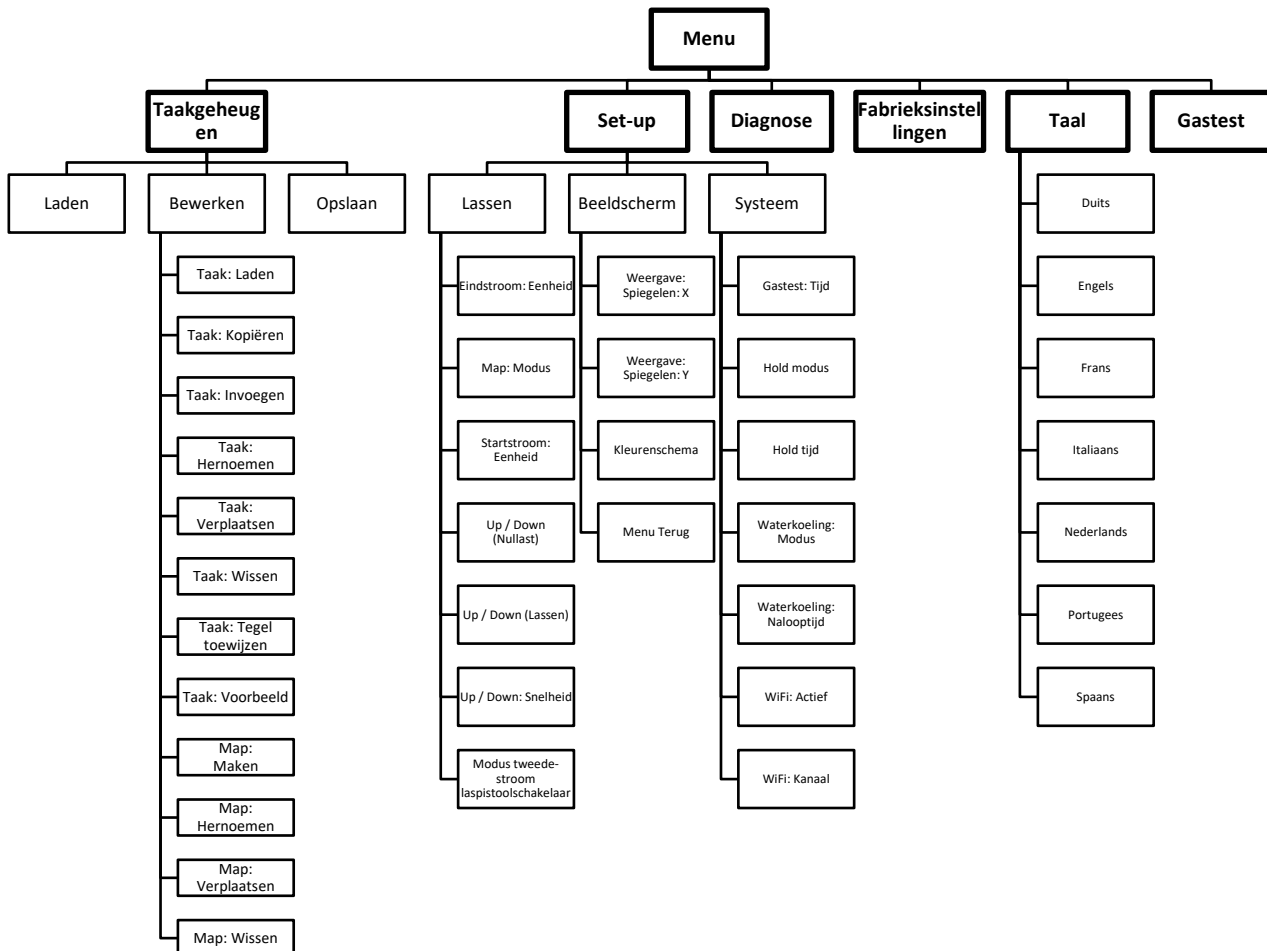 Menu
Taakgeheug
en
Set-up
Diagnose
Fabrieksinstel
lingen
Taal
Gastest
Laden
Bewerken
Opslaan
Lassen
Beeldscherm
Systeem
Taak: Laden
Taak: Kopiëren
Taak: Invoegen
Taak:
Hernoemen
Taak:
Verplaatsen
Taak: Wissen
Taak: Tegel
toewijzen
Taak: Voorbeeld
Map:
Maken
Map:
Hernoemen
Map:
Verplaatsen
Map: Wissen
Eindstroom: Eenheid
Map: Modus
Startstroom:
Eenheid
Up / Down
(Nullast)
Up / Down (Lassen)
Up / Down: Snelheid
Modus tweede-
stroom
laspistoolschakelaar
Weergave:
Spiegelen: X
Weergave:
Spiegelen: Y
Kleurenschema
Menu Terug
Gastest: Tijd
Hold modus
Hold tijd
Waterkoeling:
Modus
Waterkoeling:
Nalooptijd
WiFi: Actief
WiFi: Kanaal
Duits
Engels
Frans
Italiaans
Nederlands
Portugees
Spaans